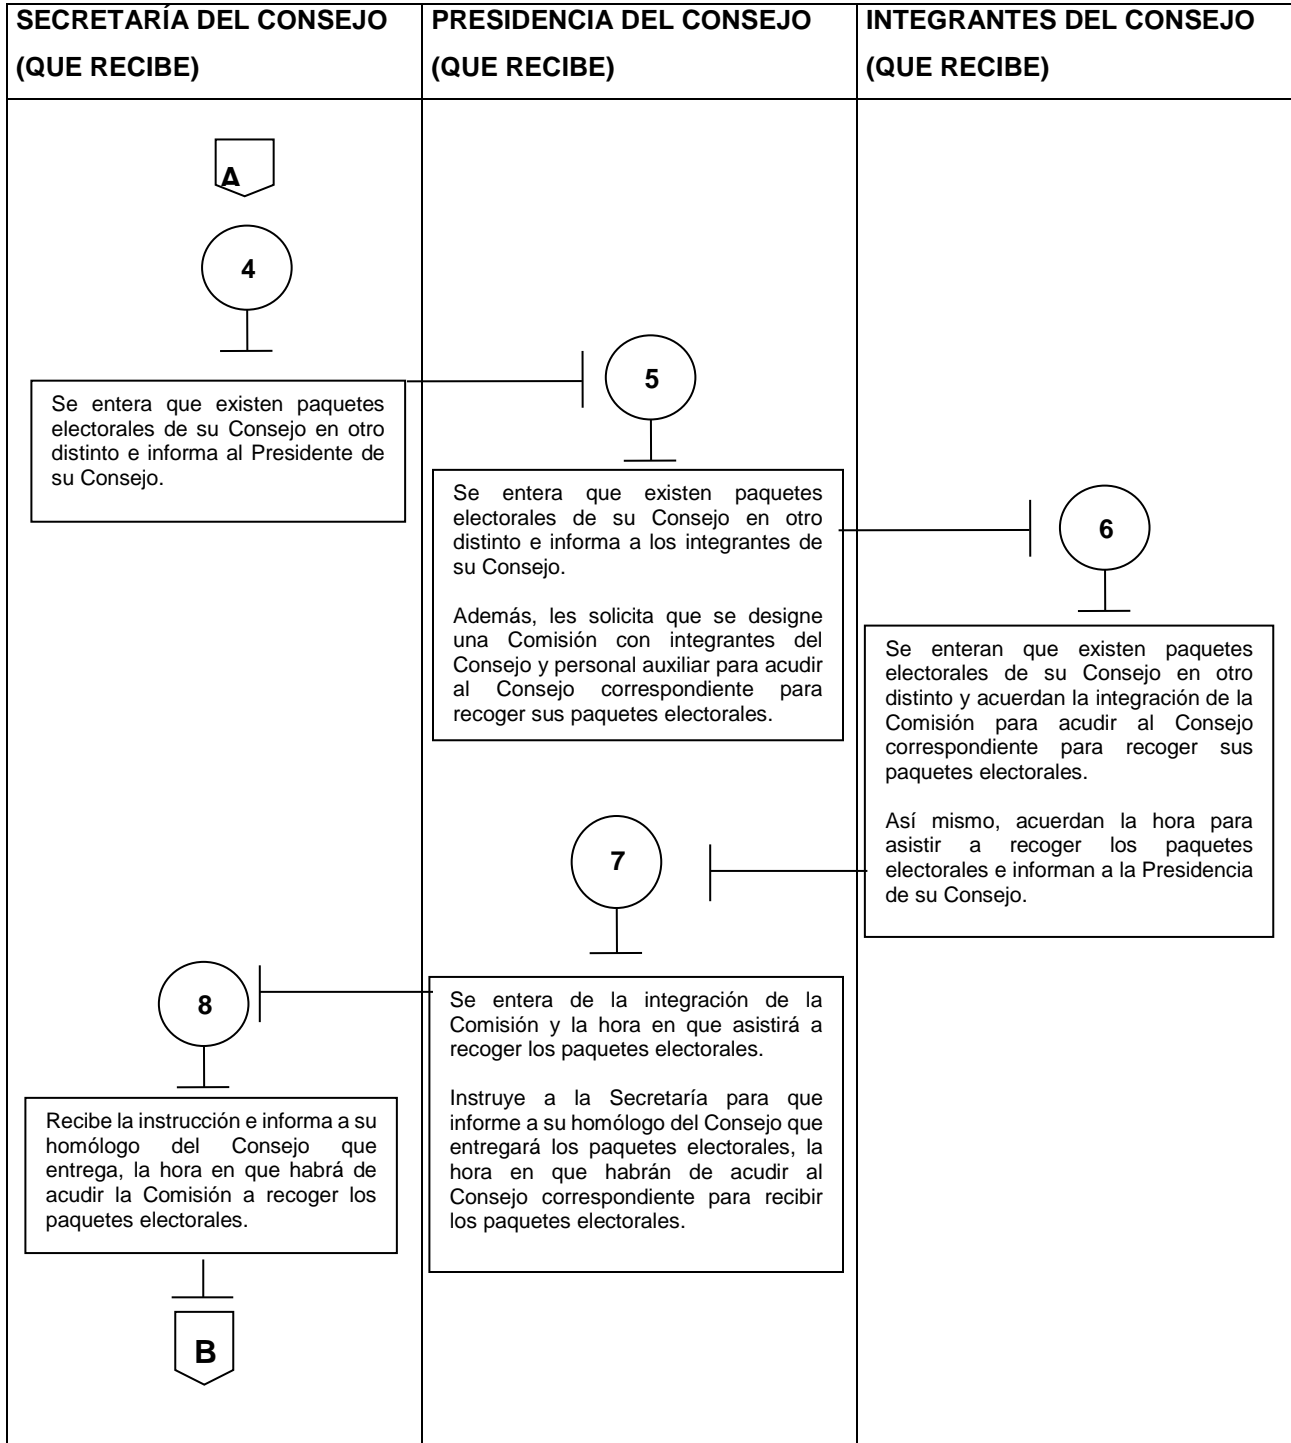 SECRETARÍA DEL CONSEJO
(QUE RECIBE)
PRESIDENCIA DEL CONSEJO
(QUE RECIBE)
INTEGRANTES DEL CONSEJO
(QUE RECIBE)
A
4
Se entera que existen paquetes
electorales de su Consejo en otro
distinto e informa al Presidente de
su Consejo.
5
Se entera que existen paquetes
electorales de su Consejo en otro
distinto e informa a los integrantes de
su Consejo.
Además, les solicita que se designe
una Comisión con integrantes del
Consejo y personal auxiliar para acudir
al Consejo correspondiente para
recoger sus paquetes electorales.
6
Se enteran que existen paquetes
electorales de su Consejo en otro
distinto y acuerdan la integración de la
Comisión para acudir al Consejo
correspondiente para recoger sus
paquetes electorales.
Así mismo, acuerdan la hora para
asistir a recoger los paquetes
electorales e informan a la Presidencia
de su Consejo.
7
Se entera de la integración de la
Comisión y la hora en que asistirá a
recoger los paquetes electorales.
Instruye a la Secretaría para que
informe a su homólogo del Consejo que
entregará los paquetes electorales, la
hora en que habrán de acudir al
Consejo correspondiente para recibir
los paquetes electorales.
8
Recibe la instrucción e informa a su
homólogo del Consejo que
entrega, la hora en que habrá de
acudir la Comisión a recoger los
paquetes electorales.
B